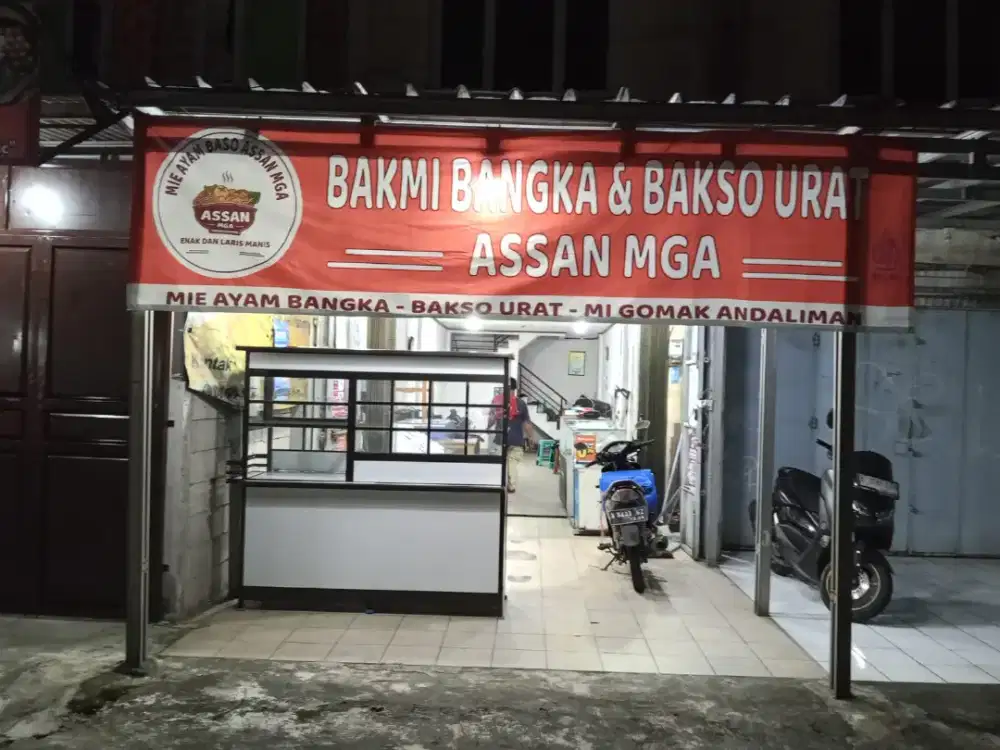 MIE AYAM BASO ASSAN MGA
ASSAN
MGA
ENAK DAN LARIS MANIS
BAKMI BANGKA & BAKSO URAT
ASSAN MGA
MIE AYAM BANGKA - BAKSO URAT - MI GOMAK ANDALIMAN